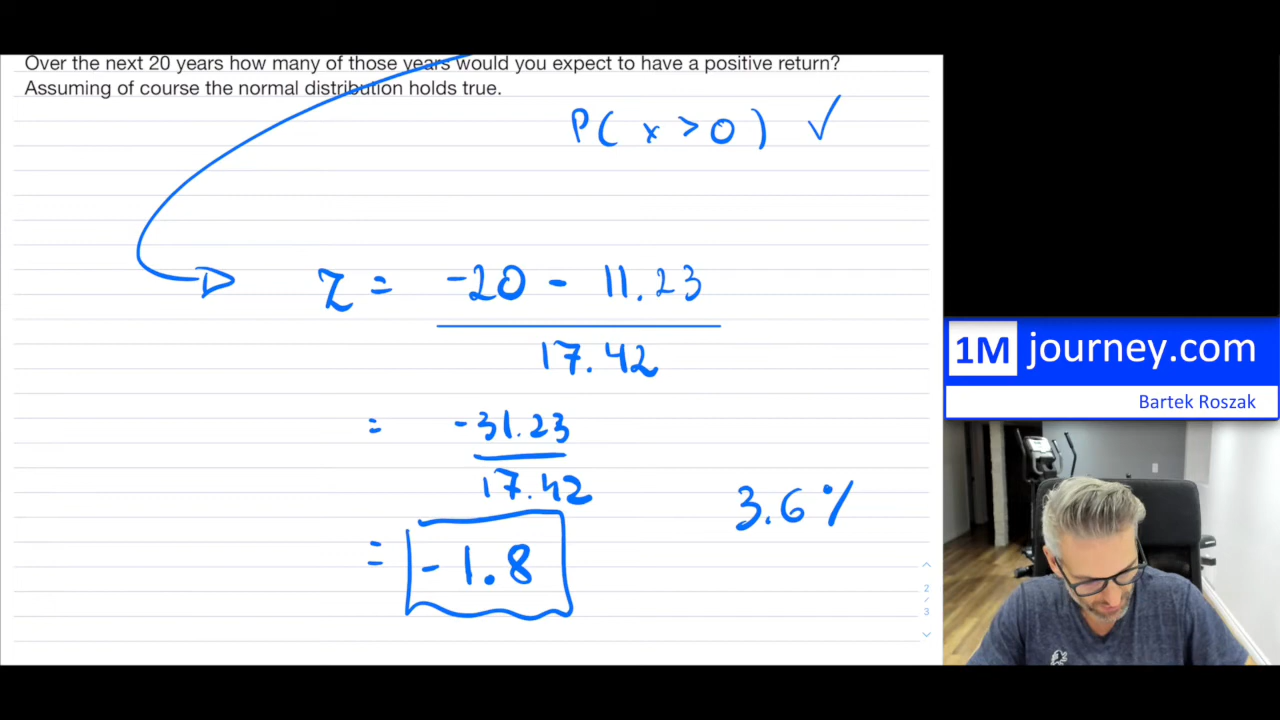 Over the next 20 years how many of those years would you expect to have a positive return?
Assuming of course the normal distribution holds true.
P( x > 0 ) ✓
z = -20 - 11.23
17.42
= -31.23
17.42
= -1.8
3.6%
1M journey.com
Bartek Roszak
2
/
3